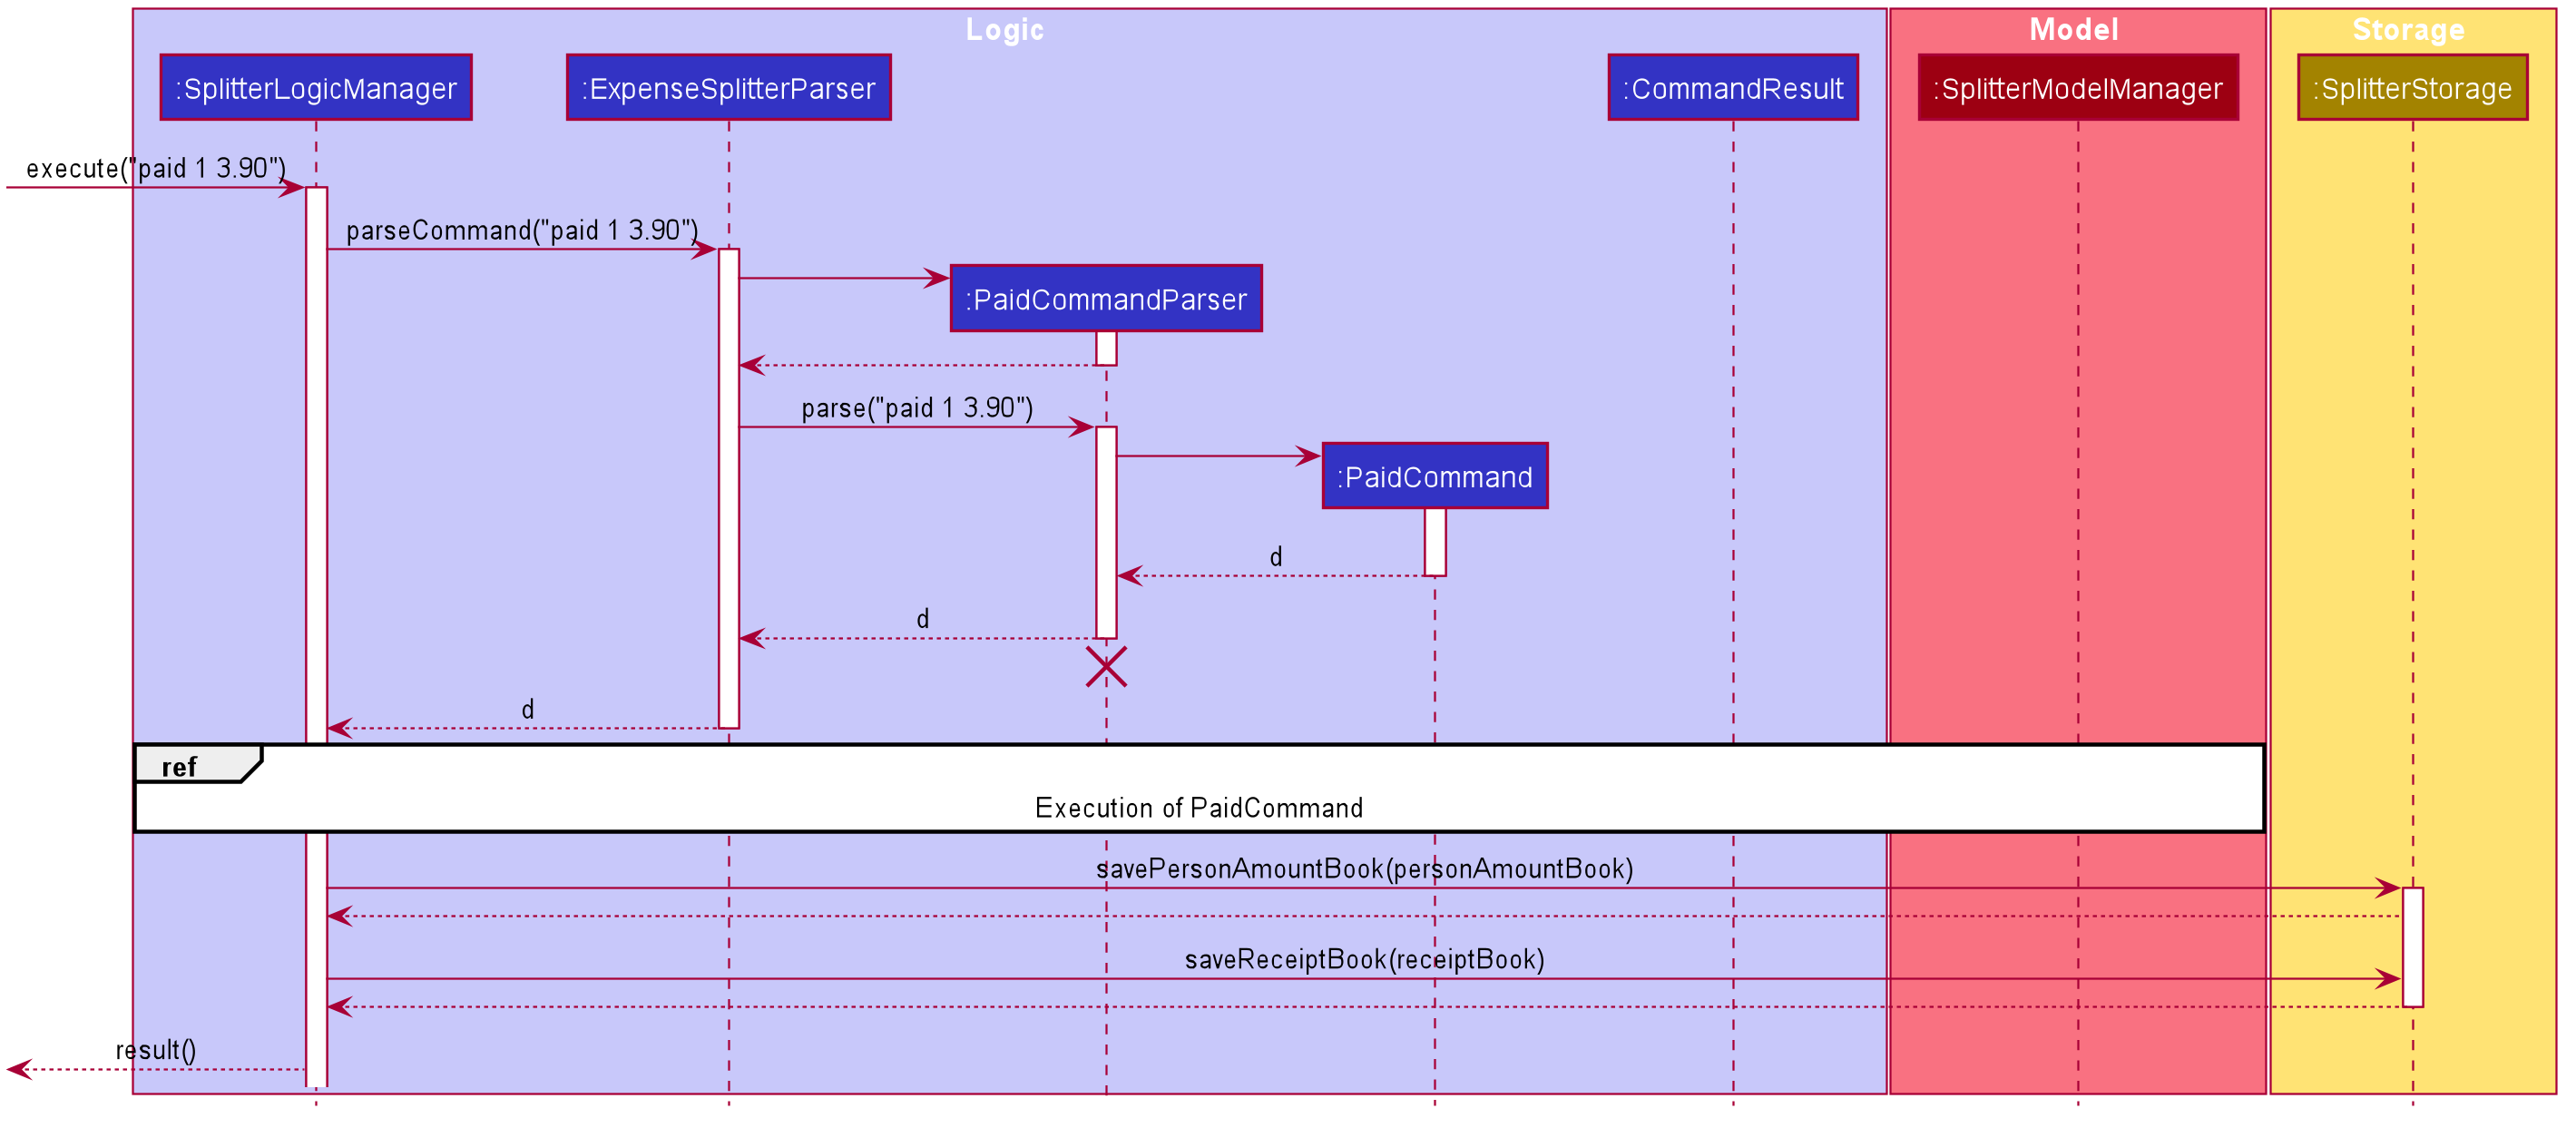 Logic
Model
Storage
:SplitterLogicManager
:ExpenseSplitterParser
:CommandResult
:SplitterModelManager
:SplitterStorage
execute("paid 1 3.90")
parseCommand("paid 1 3.90")
:PaidCommandParser
parse("paid 1 3.90")
:PaidCommand
d
d
d
ref
Execution of PaidCommand
savePersonAmountBook(personAmountBook)
saveReceiptBook(receiptBook)
result()